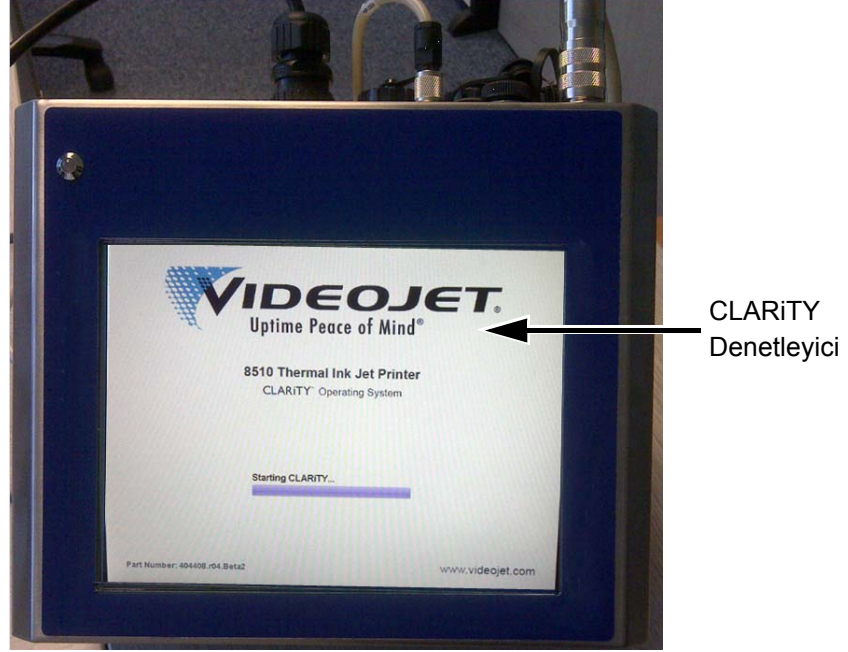 VIDEOJET®
Uptime Peace of Mind®
8510 Thermal Ink Jet Printer
CLARiTY™ Operating System
CLARiTY
Denetleyici
Starting CLARiTY...
Part Number: 404408.r04.Beta2
www.videojet.com